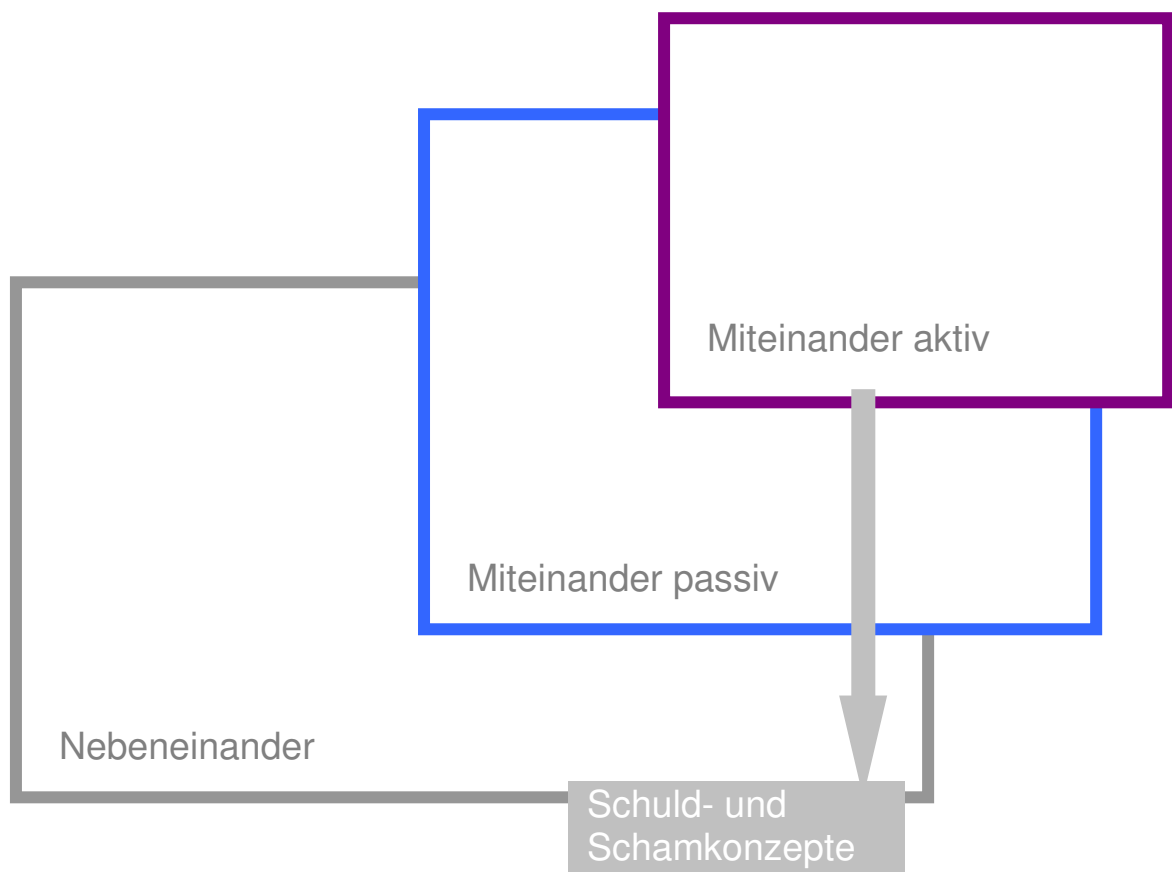 Miteinander aktiv
Miteinander passiv
Nebeneinander
Schuld- und
Schamkonzepte